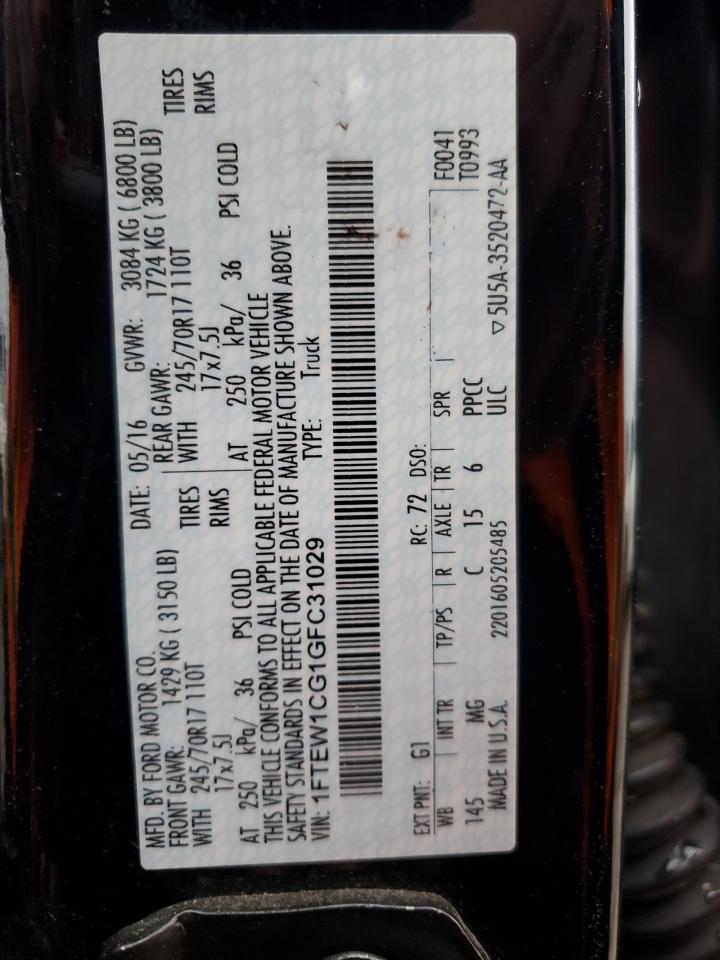 MFD. BY FORD MOTOR CO. DATE: 05/16 GVWR: 3084 KG ( 6800 LB)
FRONT GAWR: 1429 KG ( 3150 LB) REAR GAWR: 1724 KG ( 3800 LB)
WITH 245/70R17 110T TIRES WITH 245/70R17 110T TIRES
17x7.5J RIMS 17x7.5J RIMS
AT 250 kPa/ 36 PSI COLD AT 250 kPa/ 36 PSI COLD
THIS VEHICLE CONFORMS TO ALL APPLICABLE FEDERAL MOTOR VEHICLE
SAFETY STANDARDS IN EFFECT ON THE DATE OF MANUFACTURE SHOWN ABOVE.
VIN: 1FTEW1CG1GFC31029 TYPE: Truck
EXT PNT: G1 RC: 72 DSO:
WB INT TR TP/PS R AXLE TR SPR F0041
145 MG C 15 6 PPCC T0993
MADE IN U.S.A. 2201605205485 ULC ▽5U5A-3520472-AA